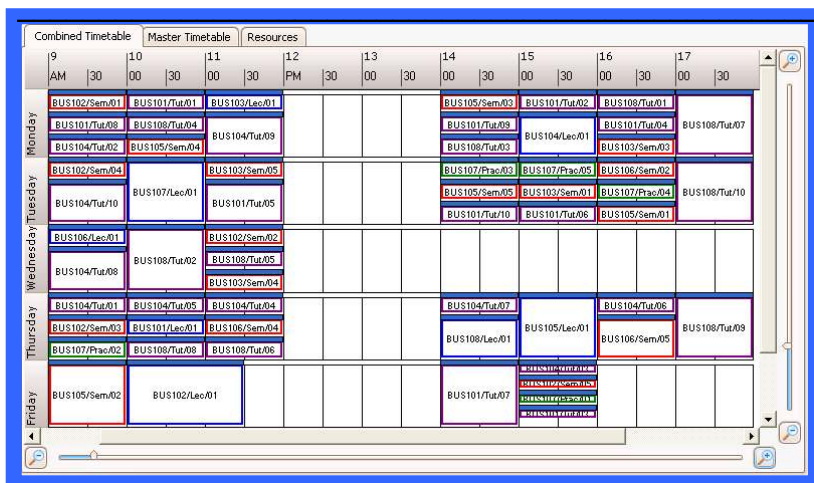 Combined Timetable Master Timetable Resources
9 10 11 12 13 14 15 16 17
AM 30 00 30 00 30 PM 30 00 30 00 30 00 30 00 30 00 30
Monday
BUS102/Sem/01 BUS101/Tut/01 BUS103/Lec/01 BUS105/Sem/03 BUS101/Tut/02 BUS108/Tut/01
BUS101/Tut/08 BUS108/Tut/04 BUS104/Tut/09 BUS101/Tut/09 BUS104/Lec/01 BUS101/Tut/04 BUS108/Tut/07
BUS104/Tut/02 BUS105/Sem/04 BUS108/Tut/03 BUS103/Sem/03
Tuesday
BUS102/Sem/04 BUS103/Sem/05 BUS107/Prac/03 BUS107/Prac/05 BUS106/Sem/02
BUS104/Tut/10 BUS107/Lec/01 BUS101/Tut/05 BUS105/Sem/05 BUS103/Sem/01 BUS107/Prac/04 BUS108/Tut/10
BUS101/Tut/10 BUS101/Tut/06 BUS105/Sem/01
Wednesday
BUS106/Lec/01 BUS102/Sem/02
BUS104/Tut/08 BUS108/Tut/02 BUS108/Tut/05
BUS103/Sem/04
Thursday
BUS104/Tut/01 BUS104/Tut/05 BUS104/Tut/04 BUS104/Tut/07 BUS104/Tut/06
BUS102/Sem/03 BUS101/Lec/01 BUS106/Sem/04 BUS108/Lec/01 BUS105/Lec/01 BUS106/Sem/05 BUS108/Tut/09
BUS107/Prac/02 BUS108/Tut/08 BUS108/Tut/06
Friday
BUS105/Sem/02 BUS102/Lec/01 BUS101/Tut/07